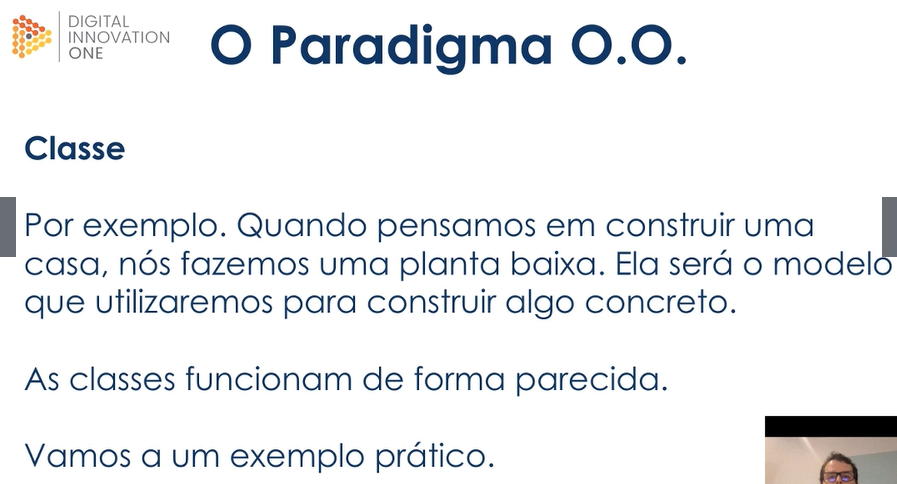 DIGITAL
INNOVATION
ONE
O Paradigma O.O.
Classe
Por exemplo. Quando pensamos em construir uma
casa, nós fazemos uma planta baixa. Ela será o modelo
que utilizaremos para construir algo concreto.
As classes funcionam de forma parecida.
Vamos a um exemplo prático.